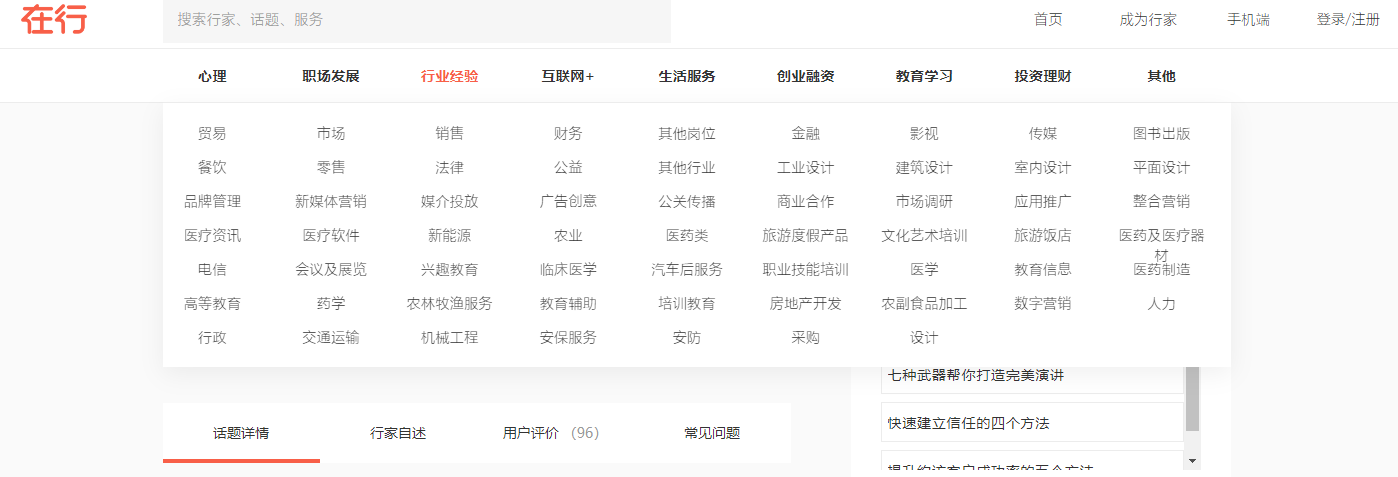 在行 搜索行家、话题、服务 首页 成为行家 手机端 登录/注册
心理 职场发展 行业经验 互联网+ 生活服务 创业融资 教育学习 投资理财 其他
贸易 市场 销售 财务 其他岗位 金融 影视 传媒 图书出版
餐饮 零售 法律 公益 其他行业 工业设计 建筑设计 室内设计 平面设计
品牌管理 新媒体营销 媒介投放 广告创意 公关传播 商业合作 市场调研 应用推广 整合营销
医疗资讯 医疗软件 新能源 农业 医药类 旅游度假产品 文化艺术培训 旅游饭店 医药及医疗器
材
电信 会议及展览 兴趣教育 临床医学 汽车后服务 职业技能培训 医学 教育信息 医药制造
高等教育 药学 农林牧渔服务 教育辅助 培训教育 房地产开发 农副食品加工 数字营销 人力
行政 交通运输 机械工程 安保服务 安防 采购 设计
七种武器帮你打造完美演讲
快速建立信任的四个方法
话题详情 行家自述 用户评价 （96） 常见问题
提升约访客户成功率的五个方法